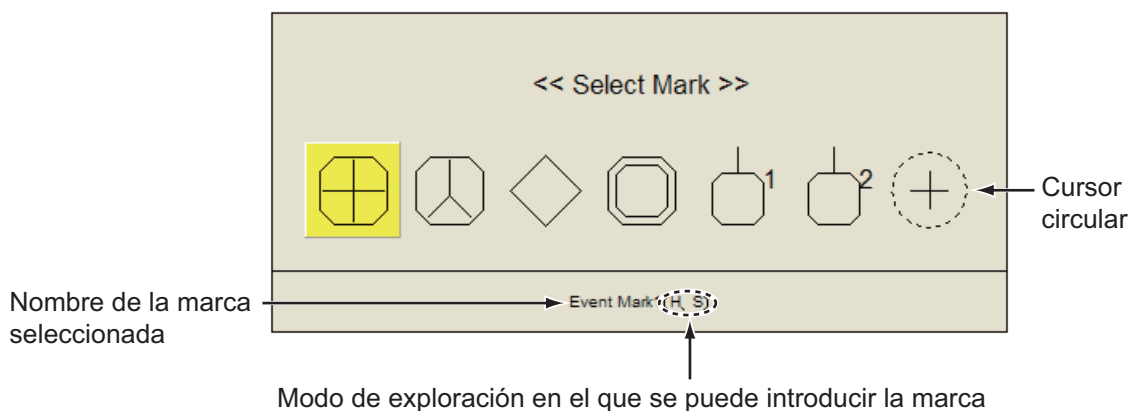 << Select Mark >>
1
2
Cursor
circular
Nombre de la marca
seleccionada
Event Mark1 (H, S)
Modo de exploración en el que se puede introducir la marca